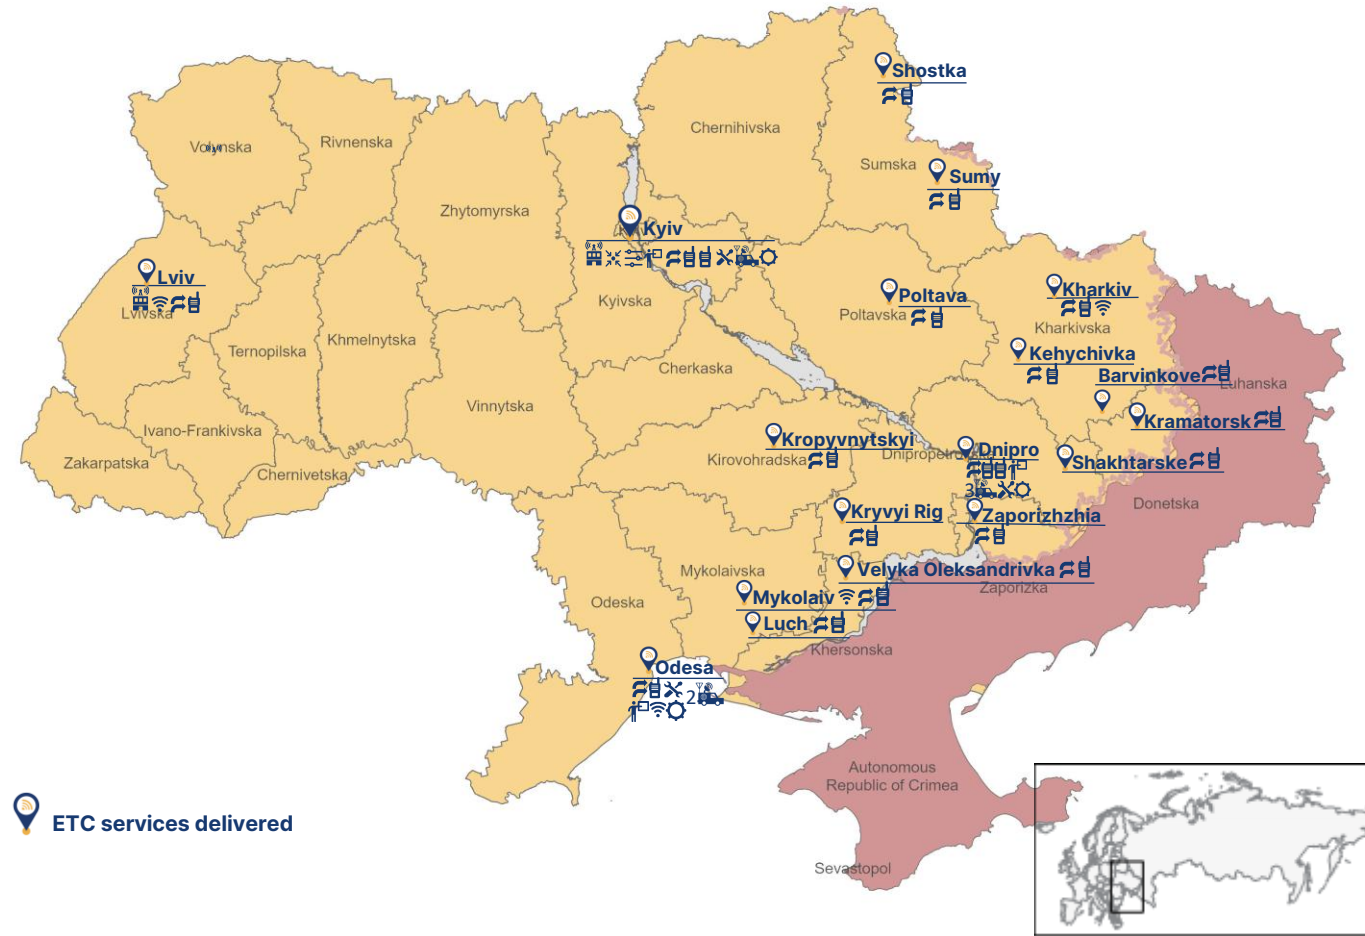 Shostka
Chernihivska
Volynska
Rivnenska
Sumska
Sumy
Zhytomyrska
Kyiv
Lviv
Kharkiv
Poltava
Kyivska
Lvivska
Poltavska
Kharkivska
Khmelnytska
Ternopilska
Kehychivka
Cherkaska
Barvinkove
Luhanska
Vinnytska
Kramatorsk
Ivano-Frankivska
Kropyvnytskyi
Dnipro
Kirovohradska
Zakarpatska
Shakhtarske
Chernivetska
3
Donetska
Kryvyi Rig
Zaporizhzhia
Mykolaivska
Velyka Oleksandrivka
Zaporizka
Odeska
Mykolaiv
Luch
Khersonska
Odesa
2
Autonomous
Republic of Crimea
ETC services delivered
Sevastopol